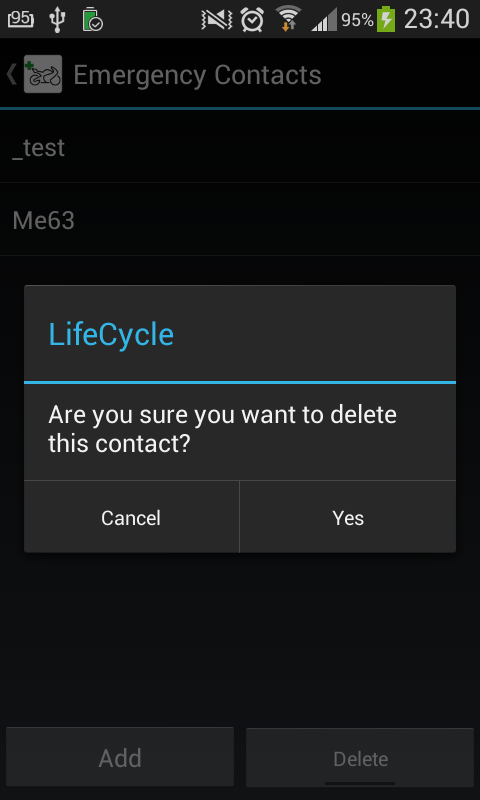 95 95% 23:40
Emergency Contacts
_test
Me63
LifeCycle
Are you sure you want to delete
this contact?
Cancel Yes
Add Delete